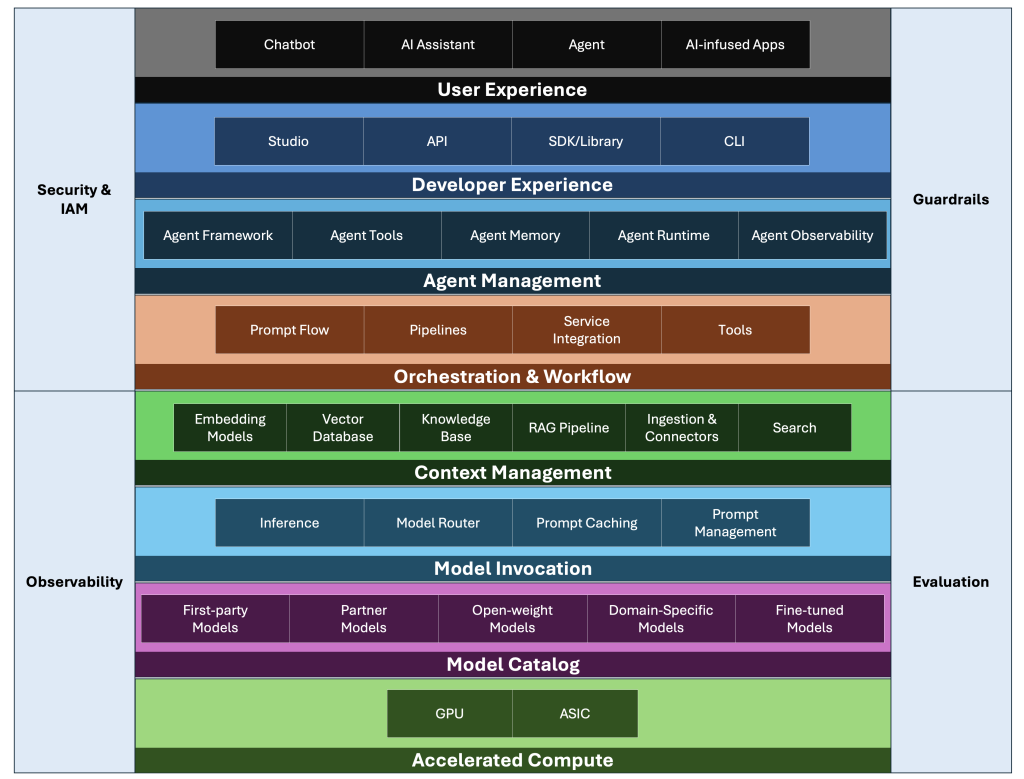 Chatbot
AI Assistant
Agent
AI-infused Apps
User Experience
Studio
API
SDK/Library
CLI
Developer Experience
Security &
IAM
Guardrails
Agent Framework
Agent Tools
Agent Memory
Agent Runtime
Agent Observability
Agent Management
Prompt Flow
Pipelines
Service
Integration
Tools
Orchestration & Workflow
Embedding
Models
Vector
Database
Knowledge
Base
RAG Pipeline
Ingestion &
Connectors
Search
Context Management
Inference
Model Router
Prompt Caching
Prompt
Management
Model Invocation
Observability
Evaluation
First-party
Models
Partner
Models
Open-weight
Models
Domain-Specific
Models
Fine-tuned
Models
Model Catalog
GPU
ASIC
Accelerated Compute